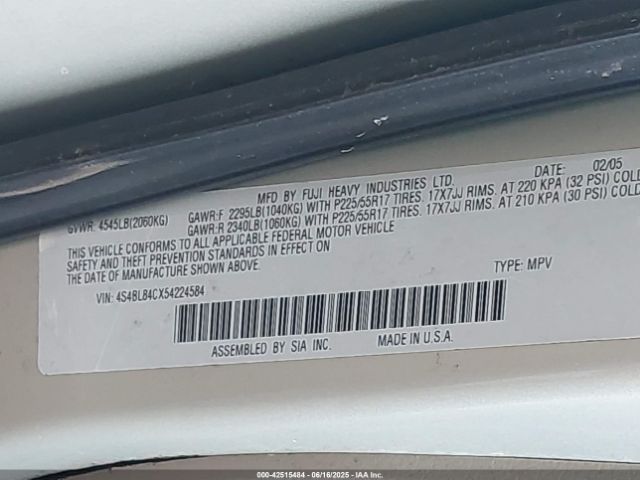 MFD BY FUJI HEAVY INDUSTRIES LTD. DATE: 02/05
GVWR: 4545LB(2060KG) GAWR:F 2295LB(1040KG) WITH P225/55R17 TIRES. 17X7JJ RIMS. AT 220 KPA (32 PSI) COLD
GAWR:R 2340LB(1060KG) WITH P225/55R17 TIRES. 17X7JJ RIMS. AT 210 KPA (30 PSI) COLD
THIS VEHICLE CONFORMS TO ALL APPLICABLE FEDERAL MOTOR VEHICLE
SAFETY AND THEFT PREVENTION STANDARDS IN EFFECT ON
THE DATE OF MANUFACTURE SHOWN ABOVE.
VIN: 4S4BL84CX54224584 TYPE: MPV
ASSEMBLED BY SIA INC. MADE IN U.S.A.
000-42515484 - 06/16/2025 - IAA Inc.